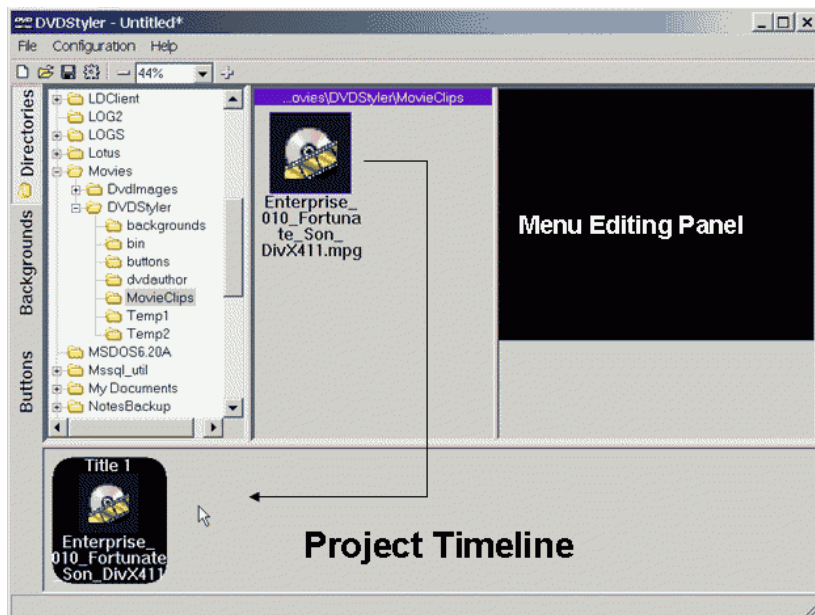 DVDStyler - Untitled*
File Configuration Help
44%
Directories
Backgrounds
Buttons
LDClient
LOG2
LOGS
Lotus
Movies
DvdImages
DVDStyler
backgrounds
bin
buttons
dvdauthor
MovieClips
Temp1
Temp2
MSDOS6.20A
Mssql_util
My Documents
NotesBackup
...ovies\DVDStyler\MovieClips
Enterprise_
010_Fortuna
te_Son_
DivX411.mpg
Menu Editing Panel
Title 1
Enterprise_
010_Fortunate
_Son_DivX411
Project Timeline